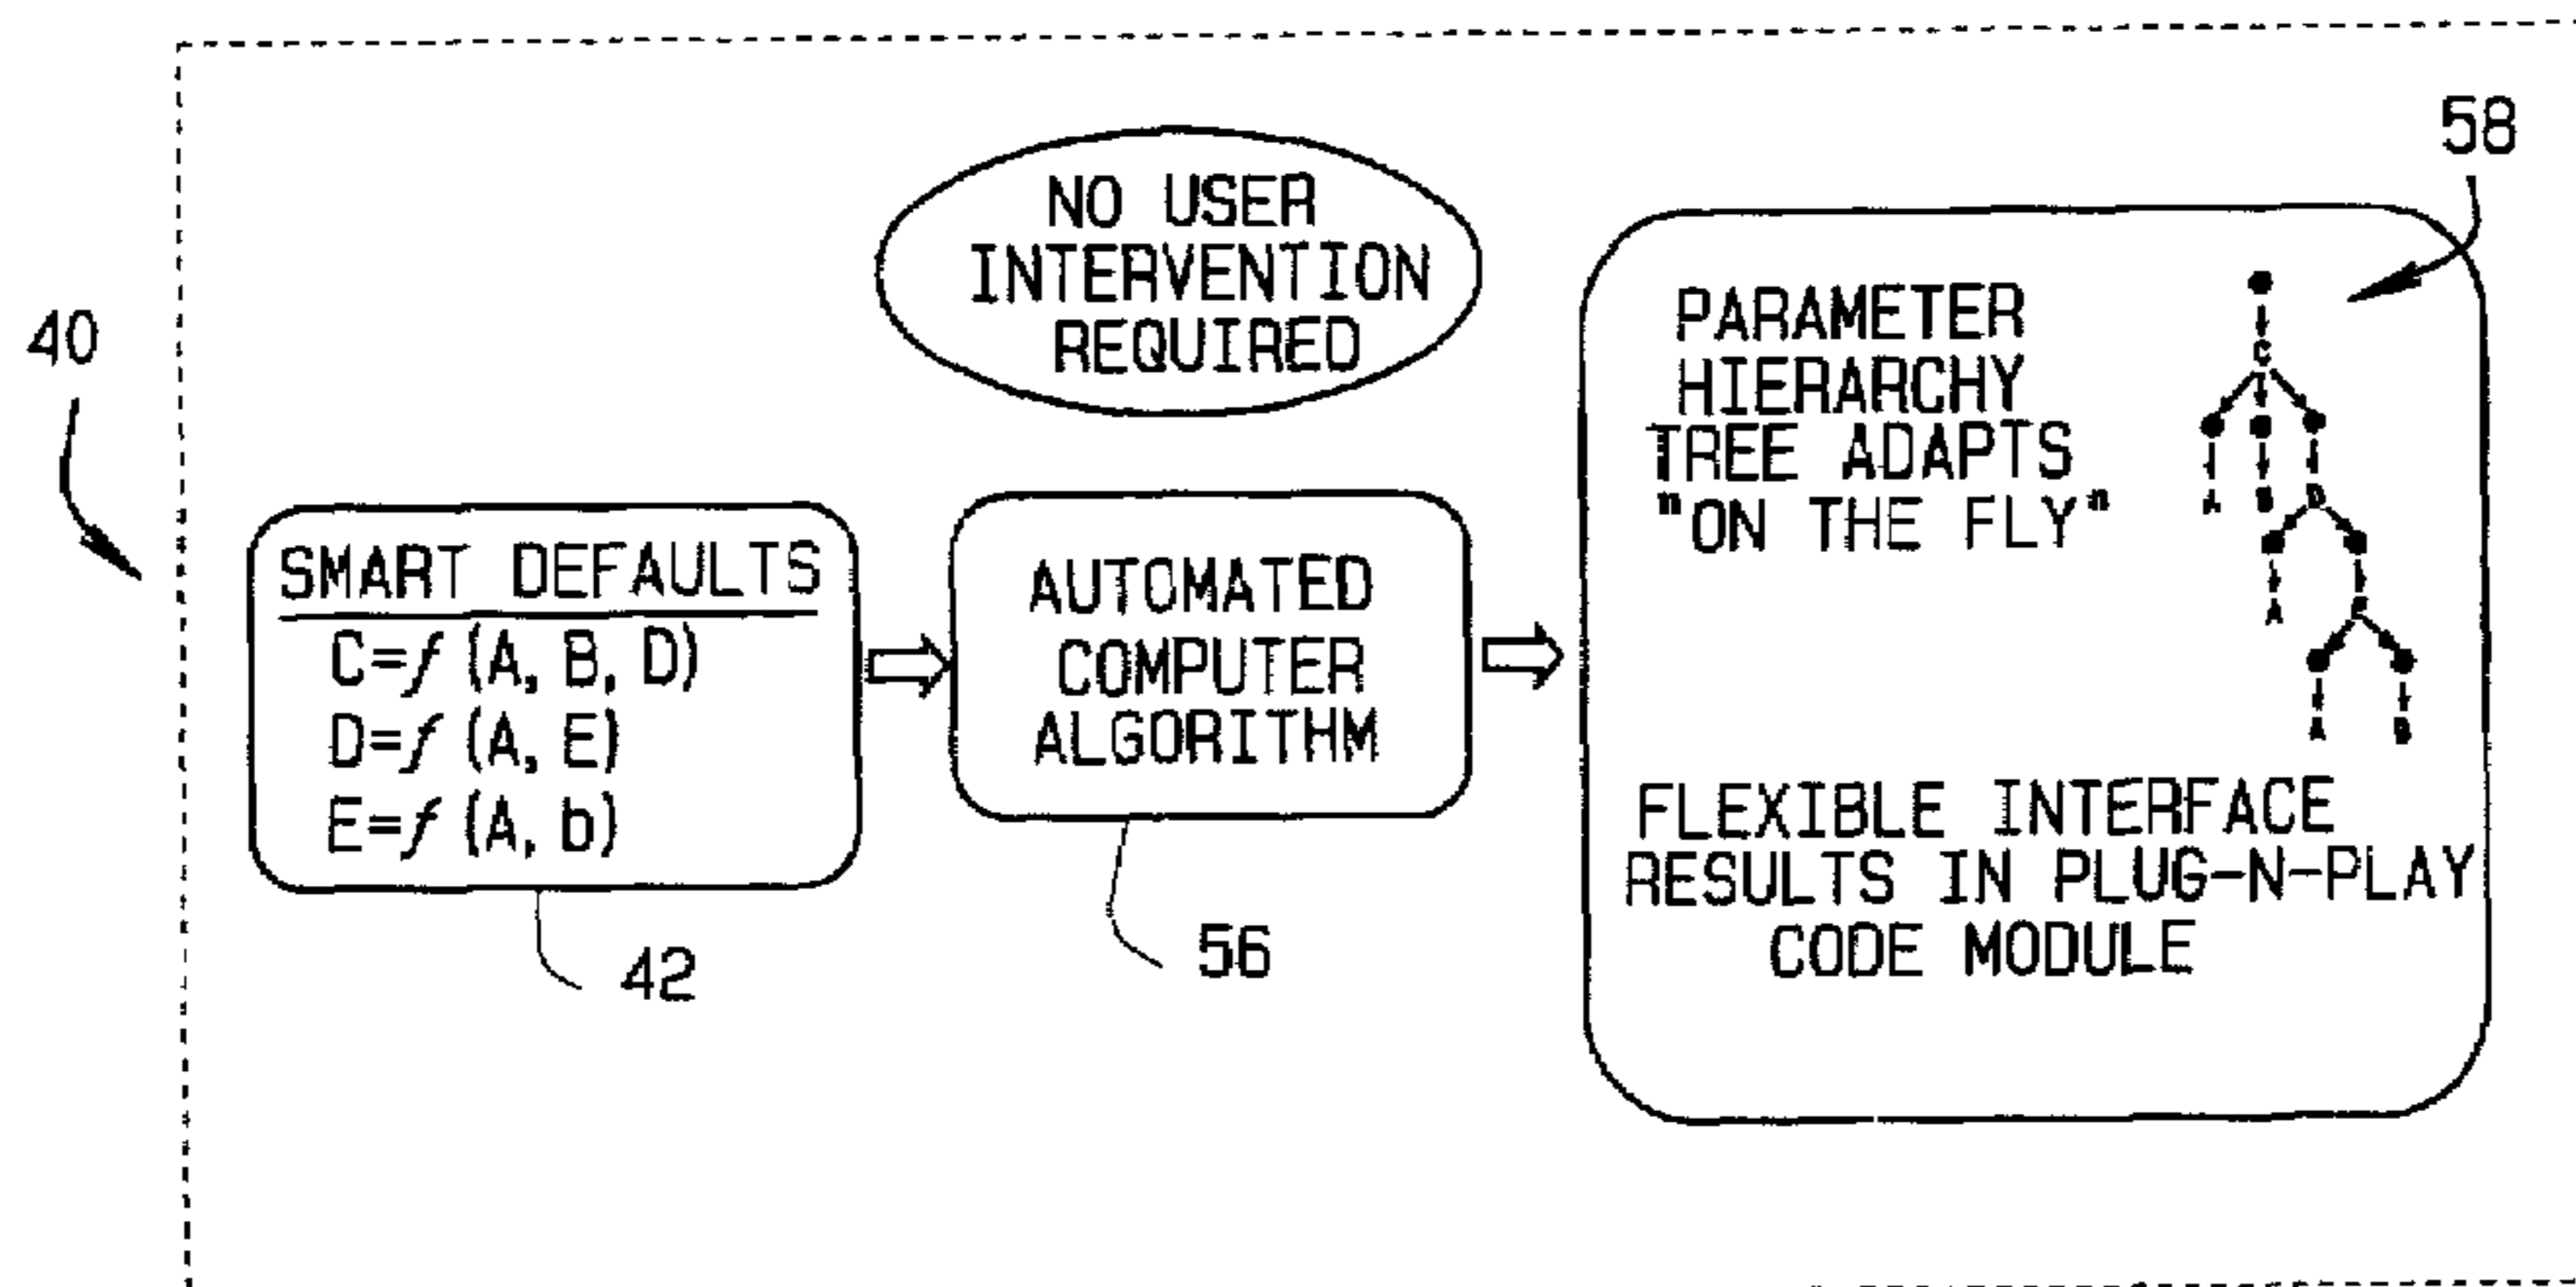 40
NO USER
INTERVENTION
REQUIRED
58
SMART DEFAULTS
C=f (A, B, D)
D=f (A, E)
E=f (A, b)
42
AUTOMATED
COMPUTER
ALGORITHM
56
PARAMETER
HIERARCHY
TREE ADAPTS
"ON THE FLY"
C
A B D
A
A
FLEXIBLE INTERFACE
RESULTS IN PLUG-N-PLAY
CODE MODULE